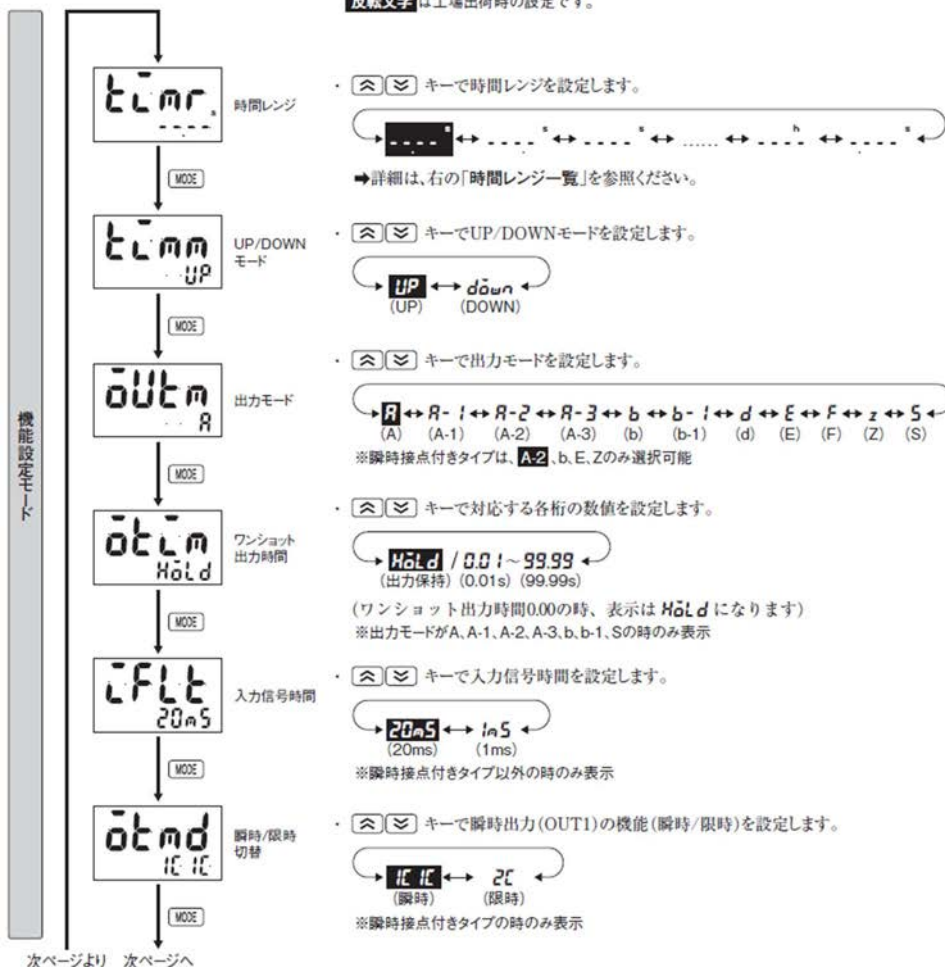 反転文字は工場出荷時の設定です。
機能設定モード
timr
時間レンジ
----s
・ キーで時間レンジを設定します。
----s ↔ ----s ↔ ----s ↔ ...... ↔ ----h ↔ ----s
➡詳細は、右の「時間レンジ一覧」を参照ください。
MODE
timm
UP
UP/DOWN
モード
・ キーでUP/DOWNモードを設定します。
UP ↔ down
(UP) (DOWN)
MODE
outm
A
出力モード
・ キーで出力モードを設定します。
A ↔ A-1 ↔ A-2 ↔ A-3 ↔ b ↔ b-1 ↔ d ↔ E ↔ F ↔ z ↔ S
(A) (A-1) (A-2) (A-3) (b) (b-1) (d) (E) (F) (Z) (S)
※瞬時接点付きタイプは、A-2、b、E、Zのみ選択可能
MODE
otim
HoLd
ワンショット
出力時間
・ キーで対応する各桁の数値を設定します。
HoLd / 0.01～99.99
(出力保持) (0.01s) (99.99s)
(ワンショット出力時間0.00の時、表示は HoLd になります)
※出力モードがA、A-1、A-2、A-3、b、b-1、Sの時のみ表示
MODE
iFLt
20mS
入力信号時間
・ キーで入力信号時間を設定します。
20mS ↔ 1mS
(20ms) (1ms)
※瞬時接点付きタイプ以外の時のみ表示
MODE
otmd
1C 1C
瞬時/限時
切替
・ キーで瞬時出力(OUT1)の機能(瞬時/限時)を設定します。
1C 1C ↔ 2C
(瞬時) (限時)
※瞬時接点付きタイプの時のみ表示
MODE
次ページより 次ページへ